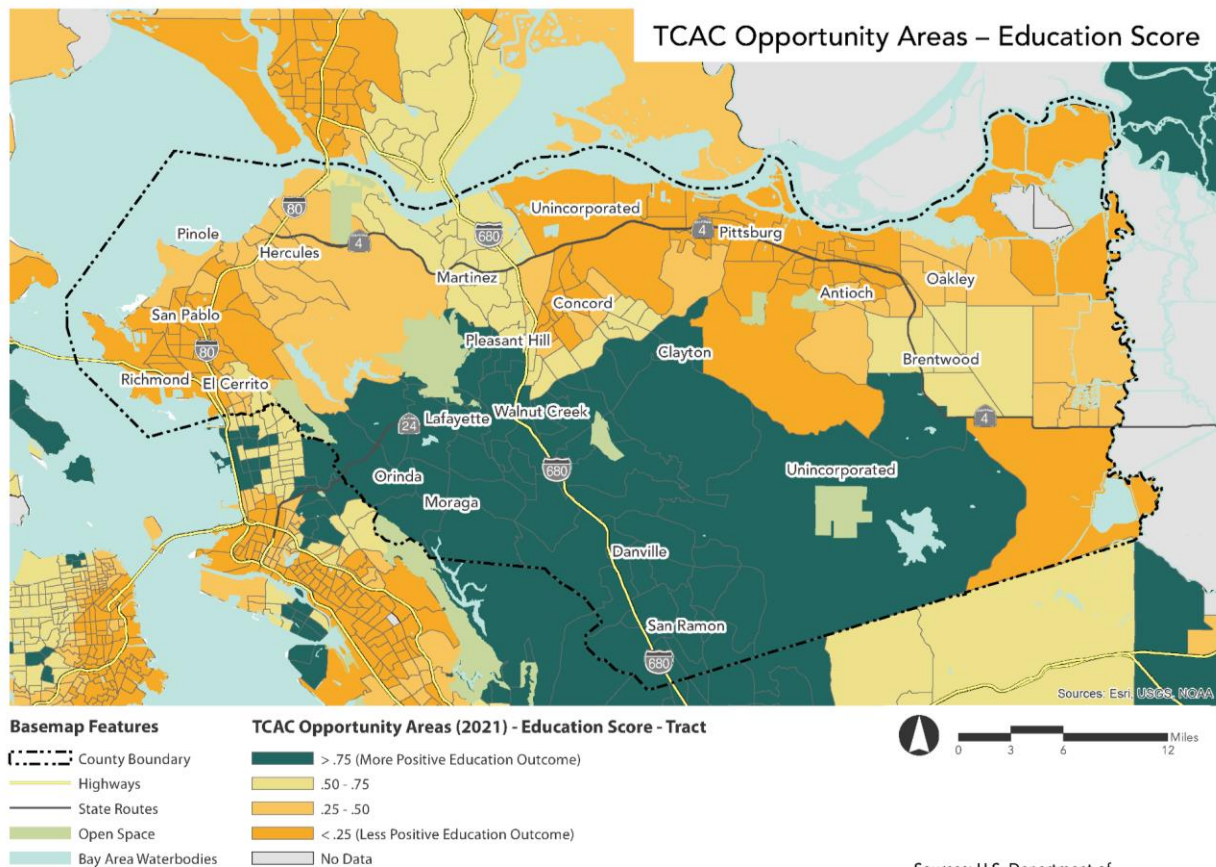 TCAC Opportunity Areas – Education Score
80
Unincorporated
Pinole
4
680
4
Pittsburg
Hercules
Martinez
Oakley
Concord
Antioch
San Pablo
80
Pleasant Hill
Clayton
Brentwood
Richmond
El Cerrito
Lafayette
Walnut Creek
24
4
Orinda
680
Unincorporated
Moraga
Danville
San Ramon
680
Sources: Esri, USGS, NOAA
Basemap Features
County Boundary
Highways
State Routes
Open Space
Bay Area Waterbodies
TCAC Opportunity Areas (2021) - Education Score - Tract
> .75 (More Positive Education Outcome)
.50 - .75
.25 - .50
< .25 (Less Positive Education Outcome)
No Data
Miles
0 3 6 12
Sources: U.S. Department of